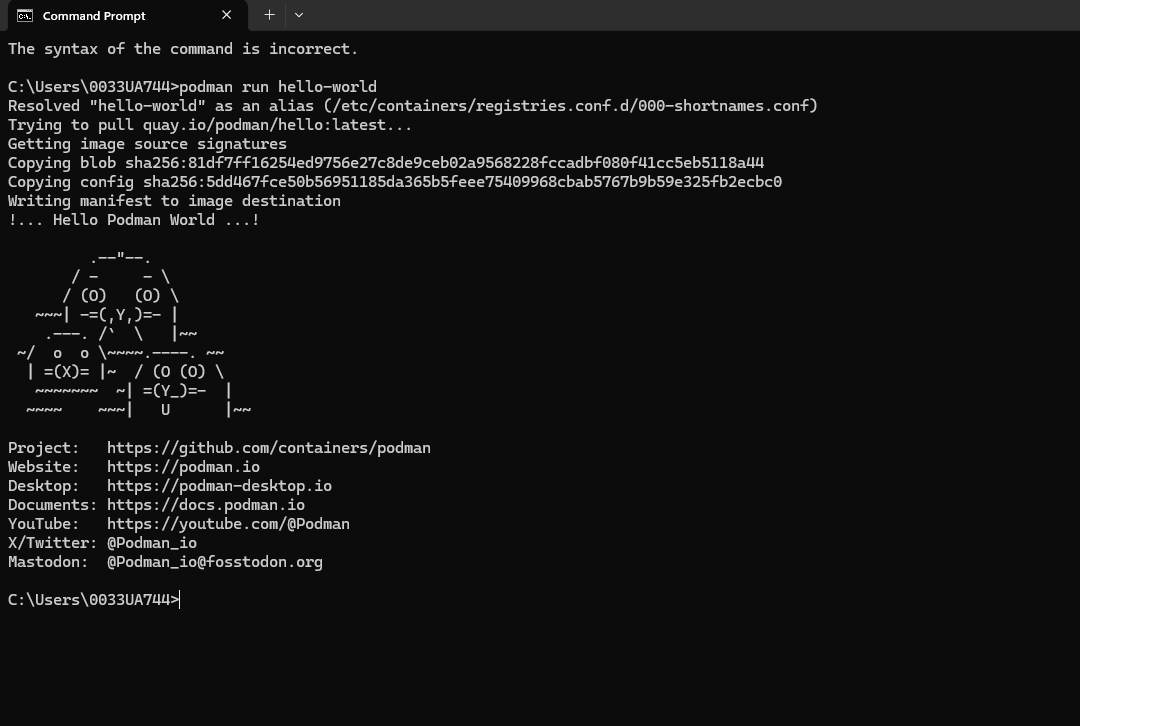 Command Prompt
The syntax of the command is incorrect.
C:\Users\0033UA744>podman run hello-world
Resolved "hello-world" as an alias (/etc/containers/registries.conf.d/000-shortnames.conf)
Trying to pull quay.io/podman/hello:latest...
Getting image source signatures
Copying blob sha256:81df7ff16254ed9756e27c8de9ceb02a9568228fccadbf080f41cc5eb5118a44
Copying config sha256:5dd467fce50b56951185da365b5feee75409968cbab5767b9b59e325fb2ecbc0
Writing manifest to image destination
!... Hello Podman World ...!

         .--"--.
       / -     - \
      / (O)   (O) \
   ~~~| -=(,Y,)=- |
    .---. /`  \   |~~
 ~/  o  o \~~~~.----. ~~
  | =(X)= |~  / (O (O) \
   ~~~~~~~  ~| =(Y_)=-  |
  ~~~~    ~~~|   U      |~~

Project:   https://github.com/containers/podman
Website:   https://podman.io
Desktop:   https://podman-desktop.io
Documents: https://docs.podman.io
YouTube:   https://youtube.com/@Podman
X/Twitter: @Podman_io
Mastodon:  @Podman_io@fosstodon.org
C:\Users\0033UA744>